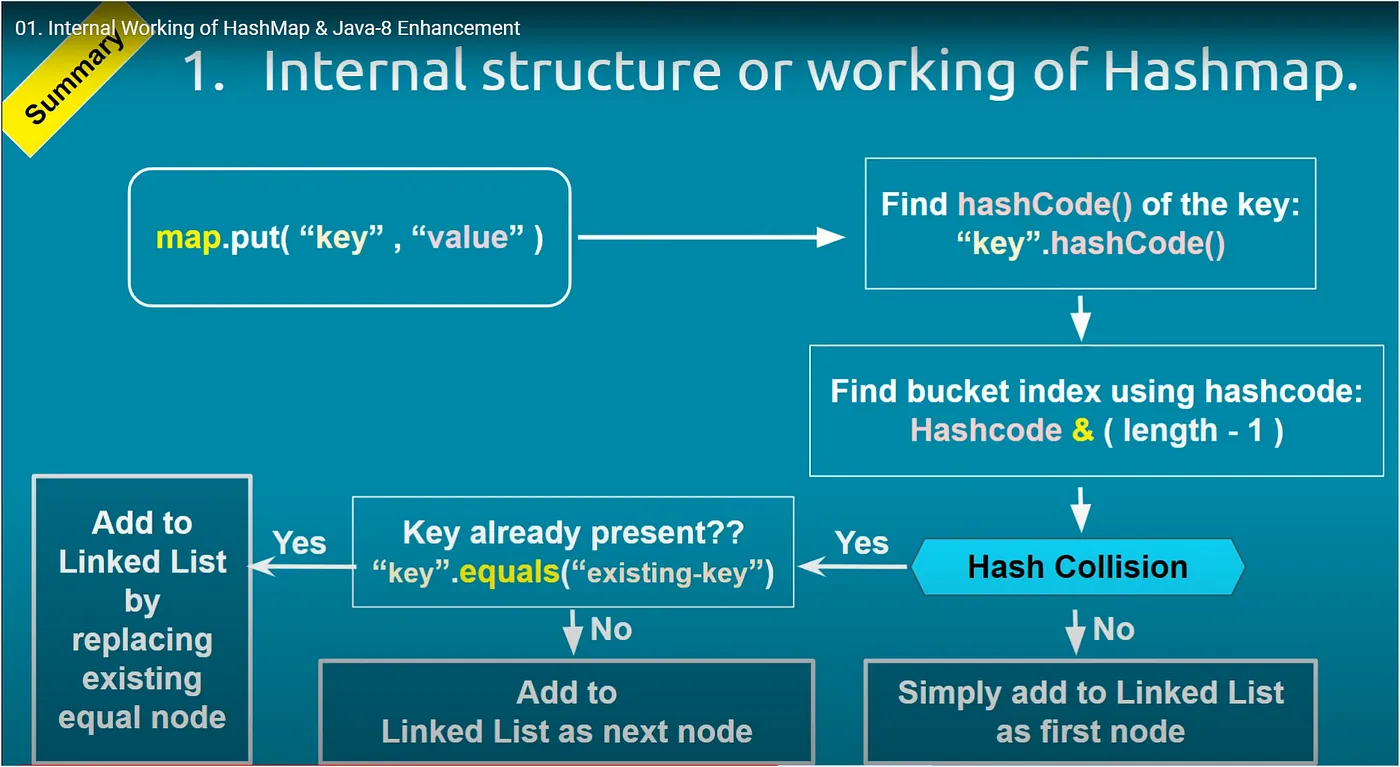 01. Internal Working of HashMap & Java-8 Enhancement
Summary
1. Internal structure or working of Hashmap.
map.put( “key” , “value” )
Find hashCode() of the key:
“key”.hashCode()
Find bucket index using hashcode:
Hashcode & ( length - 1 )
Hash Collision
Yes
Key already present??
“key”.equals(“existing-key”)
Yes
Add to
Linked List
by
replacing
existing
equal node
No
Add to
Linked List as next node
No
Simply add to Linked List
as first node